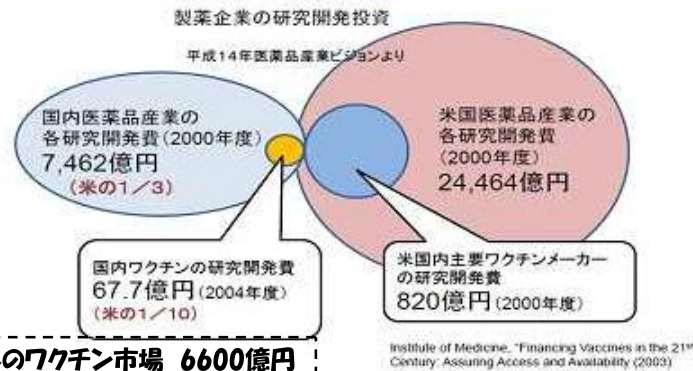 製薬企業の研究開発投資
平成14年医薬品産業ビジョンより
国内医薬品産業の
各研究開発費(2000年度)
7,462億円
(米の1/3)
米国医薬品産業の
各研究開発費
(2000年度)
24,464億円
国内ワクチンの研究開発費
67.7億円(2004年度)
(米の1/10)
米国内主要ワクチンメーカー
の研究開発費
820億円(2000年度)
のワクチン市場 6600億円
Institute of Medicine, "Financing Vaccines in the 21st
Century: Assuring Access and Availability (2003)